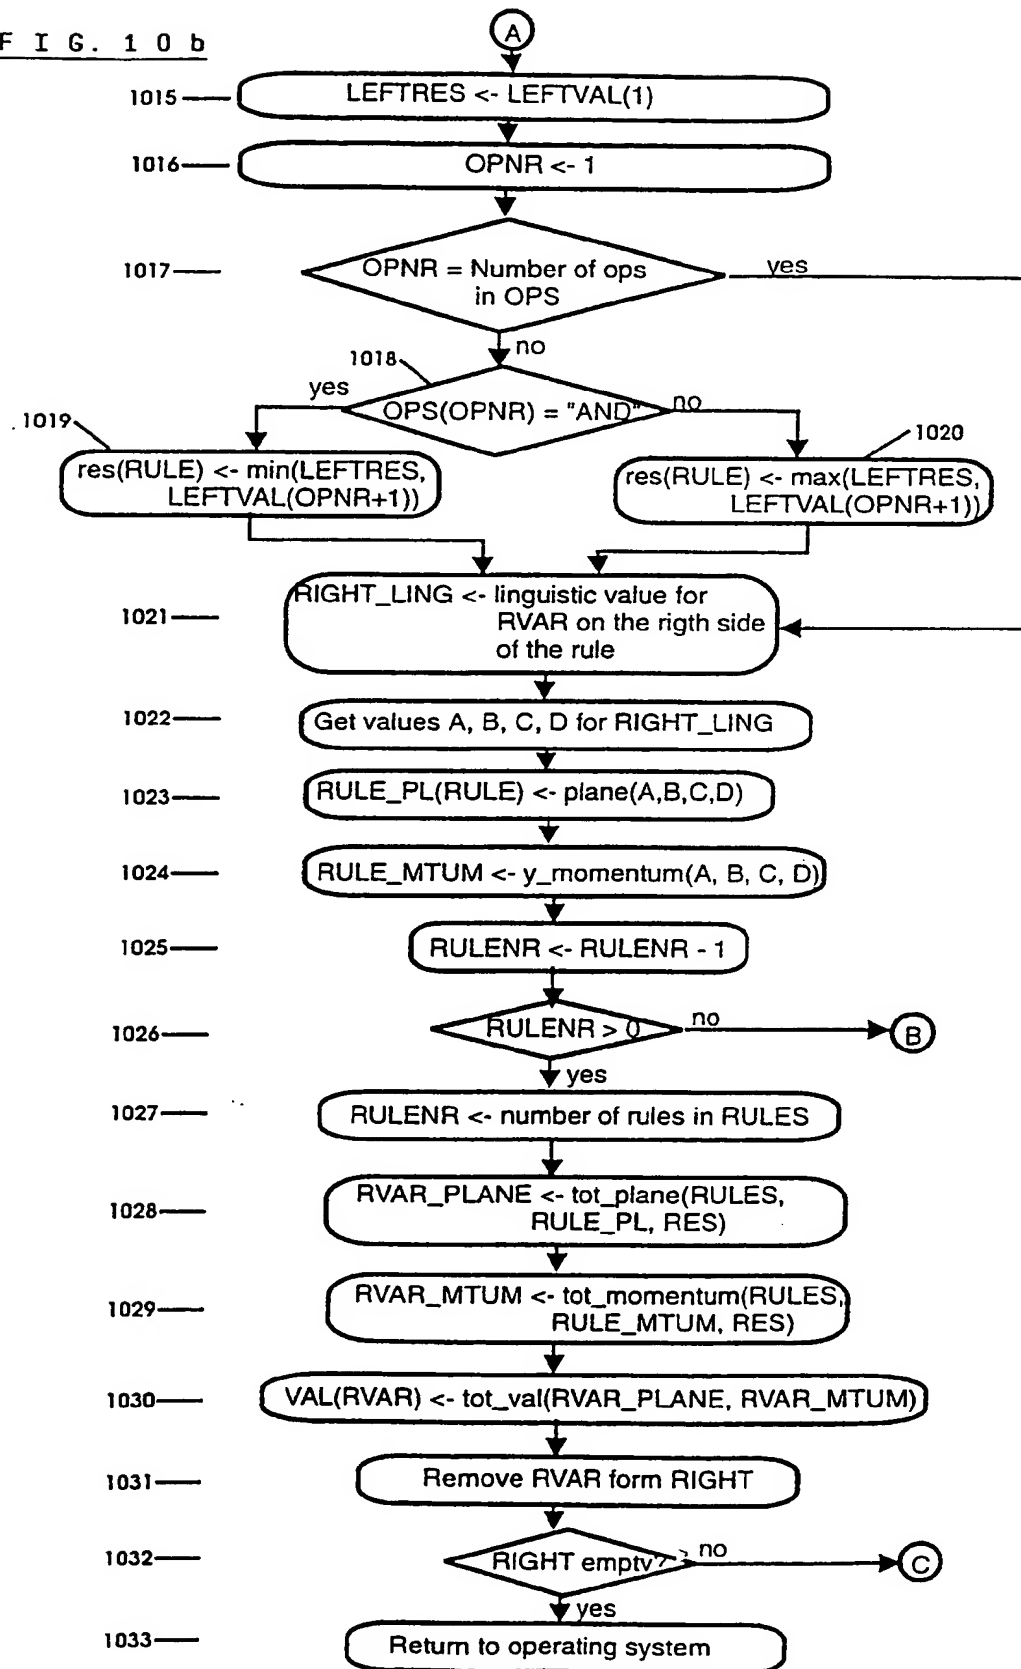 F I G. 1 0 b
A
1015
LEFTRES <- LEFTVAL(1)
1016
OPNR <- 1
1017
OPNR = Number of ops
in OPS
yes
no
1018
yes
OPS(OPNR) = "AND"
no
1019
res(RULE) <- min(LEFTRES,
LEFTVAL(OPNR+1))
1020
res(RULE) <- max(LEFTRES,
LEFTVAL(OPNR+1))
1021
RIGHT_LING <- linguistic value for
RVAR on the rigth side
of the rule
1022
Get values A, B, C, D for RIGHT_LING
1023
RULE_PL(RULE) <- plane(A,B,C,D)
1024
RULE_MTUM <- y_momentum(A, B, C, D)
1025
RULENR <- RULENR - 1
1026
RULENR > 0
no
B
yes
1027
RULENR <- number of rules in RULES
1028
RVAR_PLANE <- tot_plane(RULES,
RULE_PL, RES)
1029
RVAR_MTUM <- tot_momentum(RULES,
RULE_MTUM, RES)
1030
VAL(RVAR) <- tot_val(RVAR_PLANE, RVAR_MTUM)
1031
Remove RVAR form RIGHT
1032
RIGHT empty?
no
C
yes
1033
Return to operating system